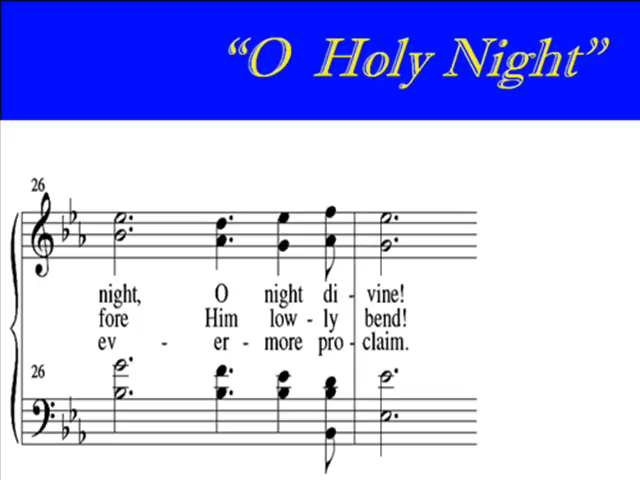 “O Holy Night”
26
night, O night di - vine!
fore Him low - ly bend!
ev - er - more pro - claim.
26